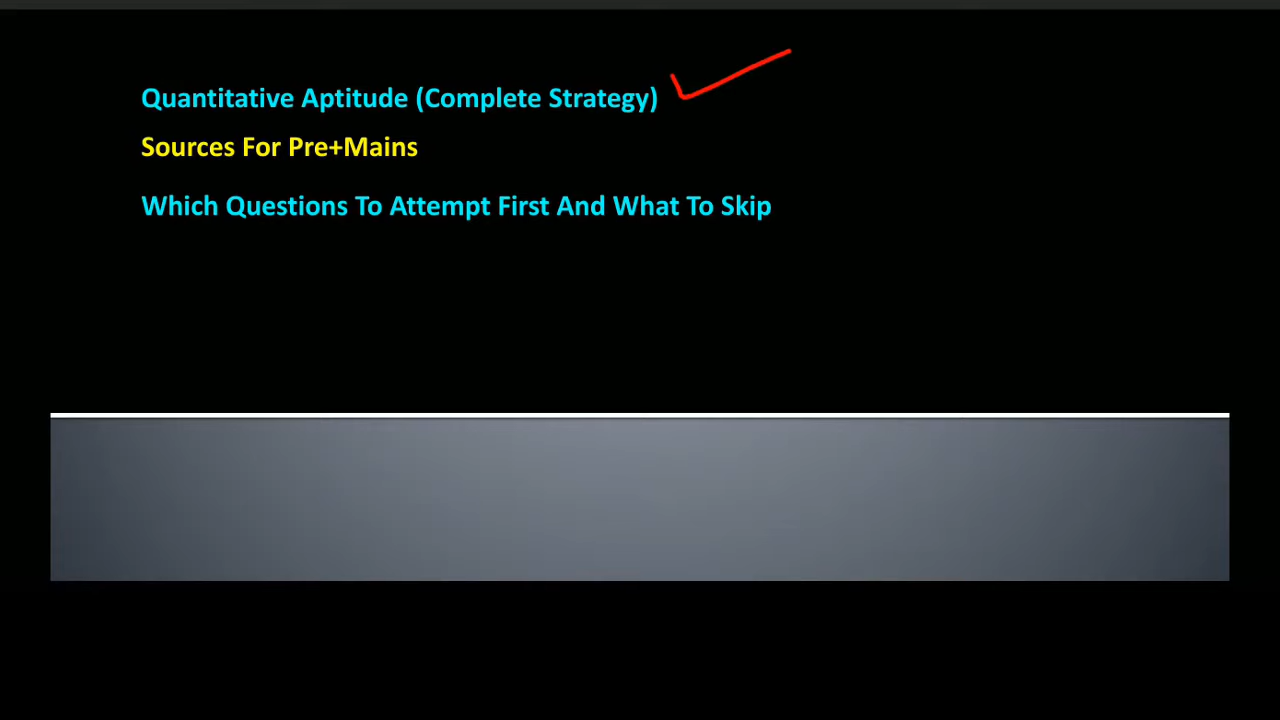 Quantitative Aptitude (Complete Strategy)
Sources For Pre+Mains
Which Questions To Attempt First And What To Skip